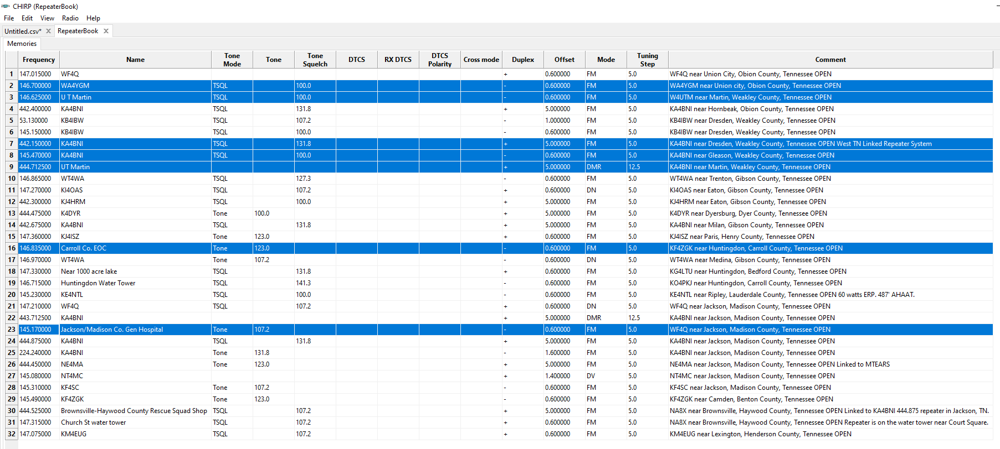 CHIRP (RepeaterBook)
File Edit View Radio Help
Untitled.csv* RepeaterBook
Memories
Frequency Name Tone Mode Tone Tone Squelch DTCS RX DTCS DTCS Polarity Cross mode Duplex Offset Mode Tuning Step Comment
1 147.015000 WF4Q + 0.600000 FM 5.0 WF4Q near Union City, Obion County, Tennessee OPEN
2 146.700000 WA4YGM TSQL 100.0 - 0.600000 FM 5.0 WA4YGM near Union city, Obion County, Tennessee OPEN
3 146.625000 U T Martin TSQL 100.0 - 0.600000 FM 5.0 W4UTM near Martin, Weakley County, Tennessee OPEN
4 442.400000 KA4BNI TSQL 131.8 + 5.000000 FM 5.0 KA4BNI near Hornbeak, Obion County, Tennessee OPEN
5 53.130000 KB4IBW TSQL 107.2 - 1.000000 FM 5.0 KB4IBW near Dresden, Weakley County, Tennessee OPEN
6 145.150000 KB4IBW TSQL 100.0 - 0.600000 FM 5.0 KB4IBW near Dresden, Weakley County, Tennessee OPEN
7 442.150000 KA4BNI TSQL 131.8 + 5.000000 FM 5.0 KA4BNI near Dresden, Weakley County, Tennessee OPEN West TN Linked Repeater System
8 145.470000 KA4BNI TSQL 100.0 - 0.600000 FM 5.0 KA4BNI near Gleason, Weakley County, Tennessee OPEN
9 444.712500 UT Martin + 5.000000 DMR 12.5 KA4BNI near Martin, Weakley County, Tennessee OPEN
10 146.865000 WT4WA TSQL 127.3 - 0.600000 FM 5.0 WT4WA near Trenton, Gibson County, Tennessee OPEN
11 147.270000 KI4OAS TSQL 107.2 + 0.600000 DN 5.0 KI4OAS near Eaton, Gibson County, Tennessee OPEN
12 442.300000 KJ4HRM TSQL 100.0 + 5.000000 FM 5.0 KJ4HRM near Eaton, Gibson County, Tennessee OPEN
13 444.475000 K4DYR Tone 100.0 + 5.000000 FM 5.0 K4DYR near Dyersburg, Dyer County, Tennessee OPEN
14 442.675000 KA4BNI TSQL 131.8 + 5.000000 FM 5.0 KA4BNI near Milan, Gibson County, Tennessee OPEN
15 147.360000 KJ4ISZ Tone 123.0 + 0.600000 FM 5.0 KJ4ISZ near Paris, Henry County, Tennessee OPEN
16 146.835000 Carroll Co. EOC Tone 123.0 - 0.600000 FM 5.0 KF4ZGK near Huntingdon, Carroll County, Tennessee OPEN
17 146.970000 WT4WA Tone 107.2 - 0.600000 DN 5.0 WT4WA near Medina, Gibson County, Tennessee OPEN
18 147.330000 Near 1000 acre lake TSQL 131.8 + 0.600000 FM 5.0 KG4LTU near Huntingdon, Bedford County, Tennessee OPEN
19 146.715000 Huntingdon Water Tower TSQL 141.3 - 0.600000 FM 5.0 KO4PKJ near Huntingdon, Carroll County, Tennessee OPEN
20 145.230000 KE4NTL TSQL 100.0 - 0.600000 FM 5.0 KE4NTL near Ripley, Lauderdale County, Tennessee OPEN 60 watts ERP. 487' AHAAT.
21 147.210000 WF4Q TSQL 107.2 + 0.600000 DN 5.0 WF4Q near Jackson, Madison County, Tennessee OPEN
22 443.712500 KA4BNI + 5.000000 DMR 12.5 KA4BNI near Jackson, Madison County, Tennessee OPEN
23 145.170000 Jackson/Madison Co. Gen Hospital Tone 107.2 - 0.600000 FM 5.0 WF4Q near Jackson, Madison County, Tennessee OPEN
24 444.875000 KA4BNI TSQL 131.8 + 5.000000 FM 5.0 KA4BNI near Jackson, Madison County, Tennessee OPEN
25 224.240000 KA4BNI Tone 131.8 - 1.600000 FM 5.0 KA4BNI near Jackson, Madison County, Tennessee OPEN
26 444.450000 NE4MA Tone 123.0 + 5.000000 FM 5.0 NE4MA near Jackson, Madison County, Tennessee OPEN Linked to MTEARS
27 145.080000 NT4MC + 1.400000 DV 5.0 NT4MC near Jackson, Madison County, Tennessee OPEN
28 145.310000 KF4SC Tone 107.2 - 0.600000 FM 5.0 KF4SC near Jackson, Madison County, Tennessee OPEN
29 145.490000 KF4ZGK Tone 123.0 - 0.600000 FM 5.0 KF4ZGK near Camden, Benton County, Tennessee OPEN
30 444.525000 Brownsville-Haywood County Rescue Squad Shop TSQL 107.2 + 5.000000 FM 5.0 NA8X near Brownsville, Haywood County, Tennessee OPEN Linked to KA4BNI 444.875 repeater in Jackson, TN.
31 147.315000 Church St water tower TSQL 107.2 + 0.600000 FM 5.0 NA8X near Brownsville, Haywood County, Tennessee OPEN Repeater is on the water tower near Court Square.
32 147.075000 KM4EUG TSQL 107.2 + 0.600000 FM 5.0 KM4EUG near Lexington, Henderson County, Tennessee OPEN